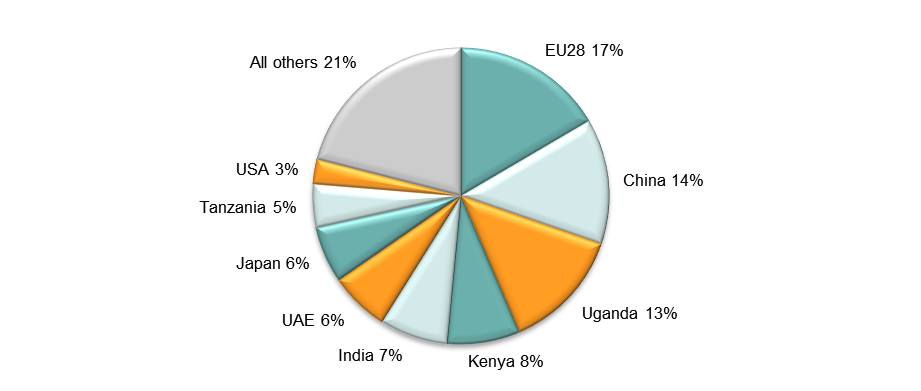 EU28 17%
China 14%
Uganda 13%
Kenya 8%
India 7%
UAE 6%
Japan 6%
Tanzania 5%
USA 3%
All others 21%